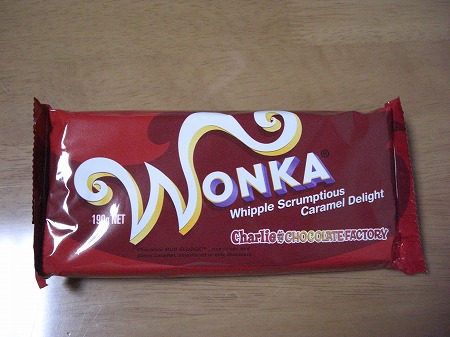 WONKA®
Whipple Scrumptious
Caramel Delight
190g NET
Charlie and the CHOCOLATE FACTORY